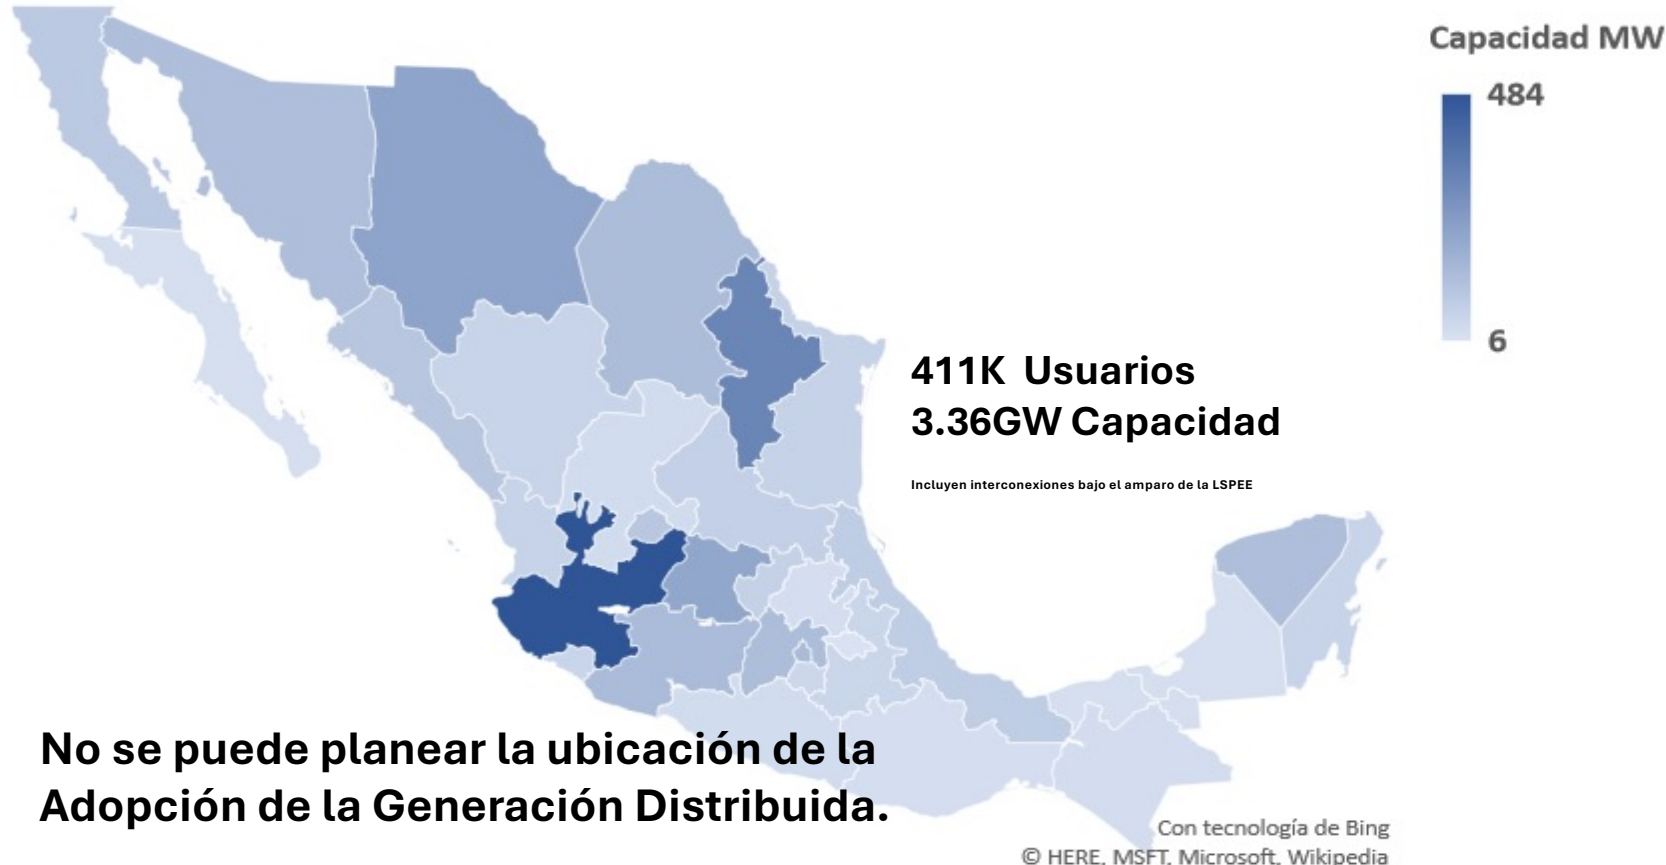 Capacidad MW
484
6
411K Usuarios
3.36GW Capacidad
Incluyen interconexiones bajo el amparo de la LSPEE
No se puede planear la ubicación de la
Adopción de la Generación Distribuida.
Con tecnología de Bing
© HERE, MSFT, Microsoft, Wikipedia